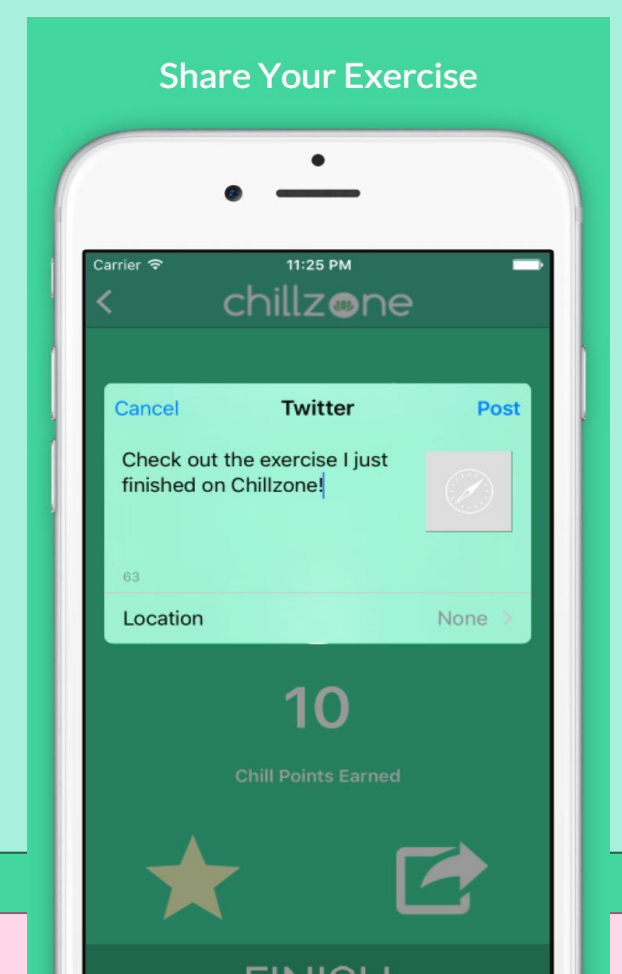 Share Your Exercise
Carrier 11:25 PM
chillzone
Cancel Twitter Post
Check out the exercise I just
finished on Chillzone!
63
Location None
10
Chill Points Earned
FINISH